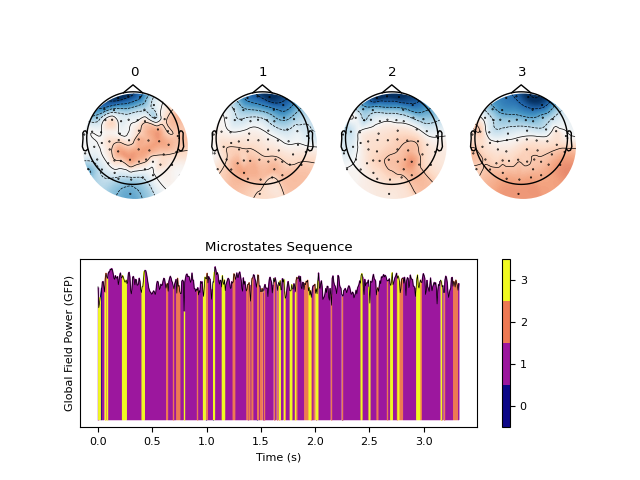 0 1 2 3
Microstates Sequence
Global Field Power (GFP)
3
2
1
0
0.0 0.5 1.0 1.5 2.0 2.5 3.0
Time (s)